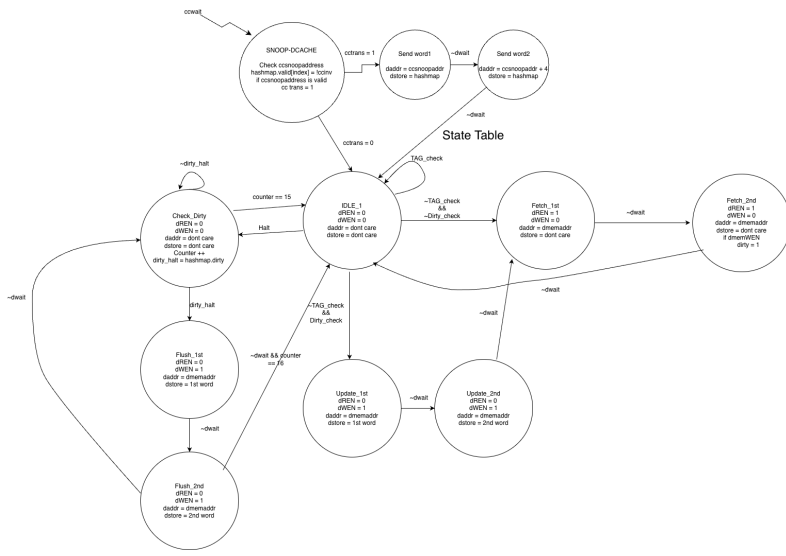 ccwait
SNOOP-DCACHE
Check ccsnoopaddress
hashmap.valid[index] = !ccinv
if ccsnoopaddress is valid
cc trans = 1
cctrans = 1
Send word1
daddr = ccsnoopaddr
dstore = hashmap
~dwait
Send word2
daddr = ccsnoopaddr + 4
dstore = hashmap
~dwait
State Table
cctrans = 0
TAG_check
~dirty_halt
Check_Dirty
dREN = 0
dWEN = 0
daddr = dont care
dstore = dont care
Counter ++
dirty_halt = hashmap.dirty
counter == 15
Halt
IDLE_1
dREN = 0
dWEN = 0
daddr = dont care
dstore = dont care
~TAG_check
&&
~Dirty_check
Fetch_1st
dREN = 1
dWEN = 0
daddr = dmemaddr
dstore = dont care
~dwait
Fetch_2nd
dREN = 1
dWEN = 0
daddr = dmemaddr
dstore = dont care
if dmemWEN
dirty = 1
~dwait
~dwait
dirty_halt
~TAG_check
&&
Dirty_check
~dwait
Flush_1st
dREN = 0
dWEN = 1
daddr = dmemaddr
dstore = 1st word
~dwait && counter
== 16
Update_1st
dREN = 0
dWEN = 1
daddr = dmemaddr
dstore = 1st word
~dwait
Update_2nd
dREN = 0
dWEN = 1
daddr = dmemaddr
dstore = 2nd word
~dwait
Flush_2nd
dREN = 0
dWEN = 1
daddr = dmemaddr
dstore = 2nd word